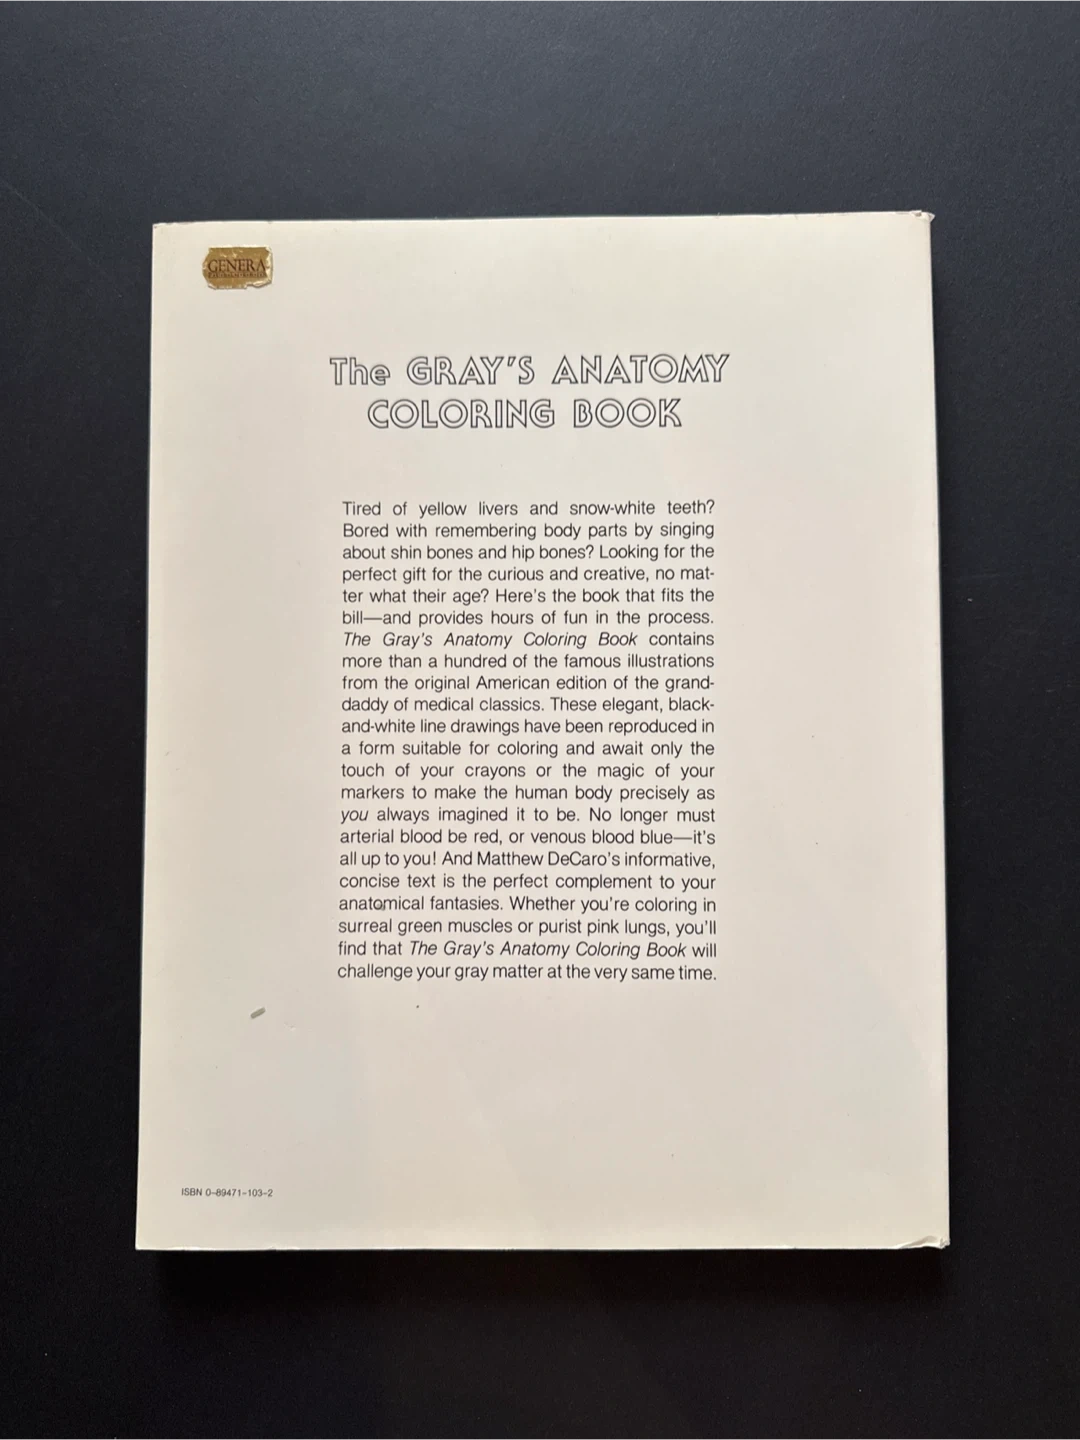 GENERA
The GRAY'S ANATOMY
COLORING BOOK
Tired of yellow livers and snow-white teeth?
Bored with remembering body parts by singing
about shin bones and hip bones? Looking for the
perfect gift for the curious and creative, no mat-
ter what their age? Here's the book that fits the
bill—and provides hours of fun in the process.
The Gray's Anatomy Coloring Book contains
more than a hundred of the famous illustrations
from the original American edition of the grand-
daddy of medical classics. These elegant, black-
and-white line drawings have been reproduced in
a form suitable for coloring and await only the
touch of your crayons or the magic of your
markers to make the human body precisely as
you always imagined it to be. No longer must
arterial blood be red, or venous blood blue—it's
all up to you! And Matthew DeCaro's informative,
concise text is the perfect complement to your
anatomical fantasies. Whether you're coloring in
surreal green muscles or purist pink lungs, you'll
find that The Gray's Anatomy Coloring Book will
challenge your gray matter at the very same time.
ISBN 0-89471-103-2